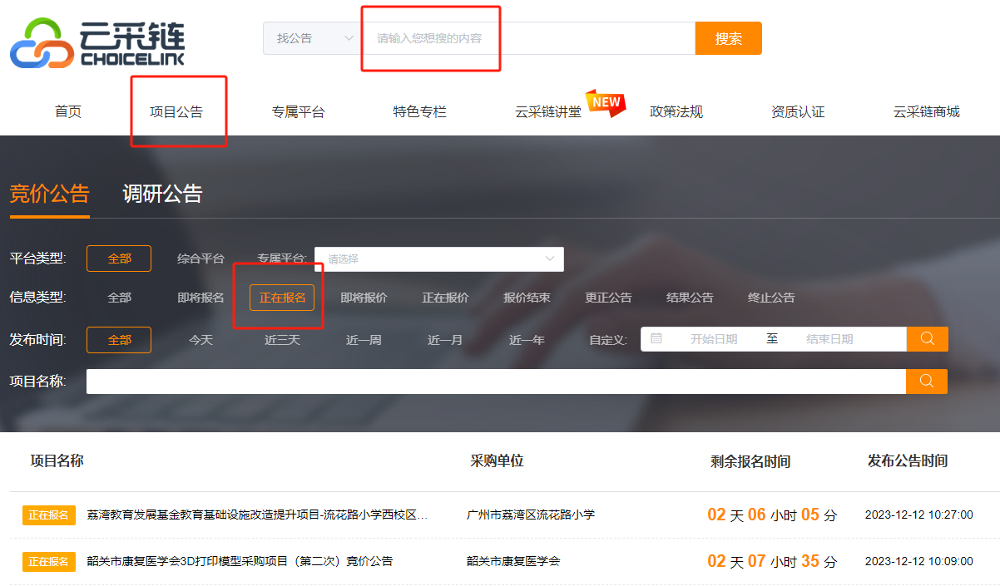 云采链
CHOICELINK
找公告 请输入您想搜的内容 搜索
首页 项目公告 专属平台 特色专栏 云采链讲堂 NEW 政策法规 资质认证 云采链商城
竞价公告 调研公告
平台类型: 全部 综合平台 专属平台: 请选择
信息类型: 全部 即将报名 正在报名 即将报价 正在报价 报价结束 更正公告 结果公告 终止公告
发布时间: 全部 今天 近三天 近一周 近一月 近一年 自定义: 开始日期 至 结束日期
项目名称:
项目名称 采购单位 剩余报名时间 发布公告时间
正在报名 荔湾教育发展基金教育基础设施改造提升项目-流花路小学西校区… 广州市荔湾区流花路小学 02 天 06 小时 05 分 2023-12-12 10:27:00
正在报名 韶关市康复医学会3D打印模型采购项目（第二次）竞价公告 韶关市康复医学会 02 天 07 小时 35 分 2023-12-12 10:09:00